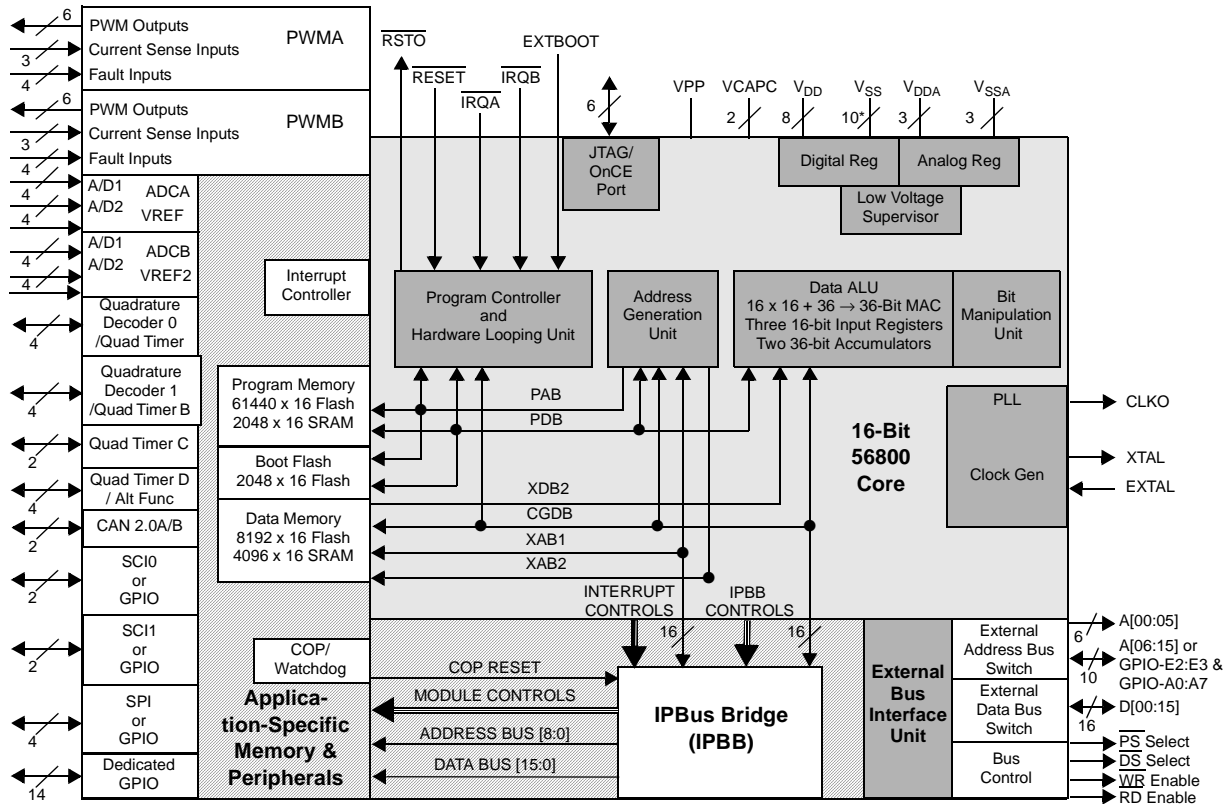 6
PWM Outputs
Current Sense Inputs
3
Fault Inputs
4
PWMA
6
PWM Outputs
Current Sense Inputs
3
Fault Inputs
4
PWMB
4
A/D1
4
A/D2
4
ADCA
VREF
4
A/D1
4
A/D2
4
ADCB
VREF2
Quadrature
Decoder 0
/Quad Timer
4
Quadrature
Decoder 1
/Quad Timer B
4
Quad Timer C
2
Quad Timer D
/ Alt Func
4
CAN 2.0A/B
2
SCI0
or
GPIO
2
SCI1
or
GPIO
2
SPI
or
GPIO
4
Dedicated
GPIO
14
RSTO
RESET
IRQA
IRQB
EXTBOOT
6
JTAG/
OnCE
Port
VPP
VCAPC
2
VDD
8
VSS
10*
VDDA
3
VSSA
3
Digital Reg
Analog Reg
Low Voltage
Supervisor
Interrupt
Controller
Program Controller
and
Hardware Looping Unit
Address
Generation
Unit
Data ALU
16 x 16 + 36 → 36-Bit MAC
Three 16-bit Input Registers
Two 36-bit Accumulators
Bit
Manipulation
Unit
Program Memory
61440 x 16 Flash
2048 x 16 SRAM
Boot Flash
2048 x 16 Flash
Data Memory
8192 x 16 Flash
4096 x 16 SRAM
PAB
PDB
XDB2
CGDB
XAB1
XAB2
16-Bit
56800
Core
PLL
Clock Gen
CLKO
XTAL
EXTAL
INTERRUPT
CONTROLS
16
IPBB
CONTROLS
16
COP/
Watchdog
Applica-
tion-Specific
Memory &
Peripherals
COP RESET
MODULE CONTROLS
ADDRESS BUS [8:0]
DATA BUS [15:0]
IPBus Bridge
(IPBB)
External
Bus
Interface
Unit
External
Address Bus
Switch
External
Data Bus
Switch
Bus
Control
6
A[00:05]
10
A[06:15] or
GPIO-E2:E3 &
GPIO-A0:A7
16
D[00:15]
PS Select
DS Select
WR Enable
RD Enable